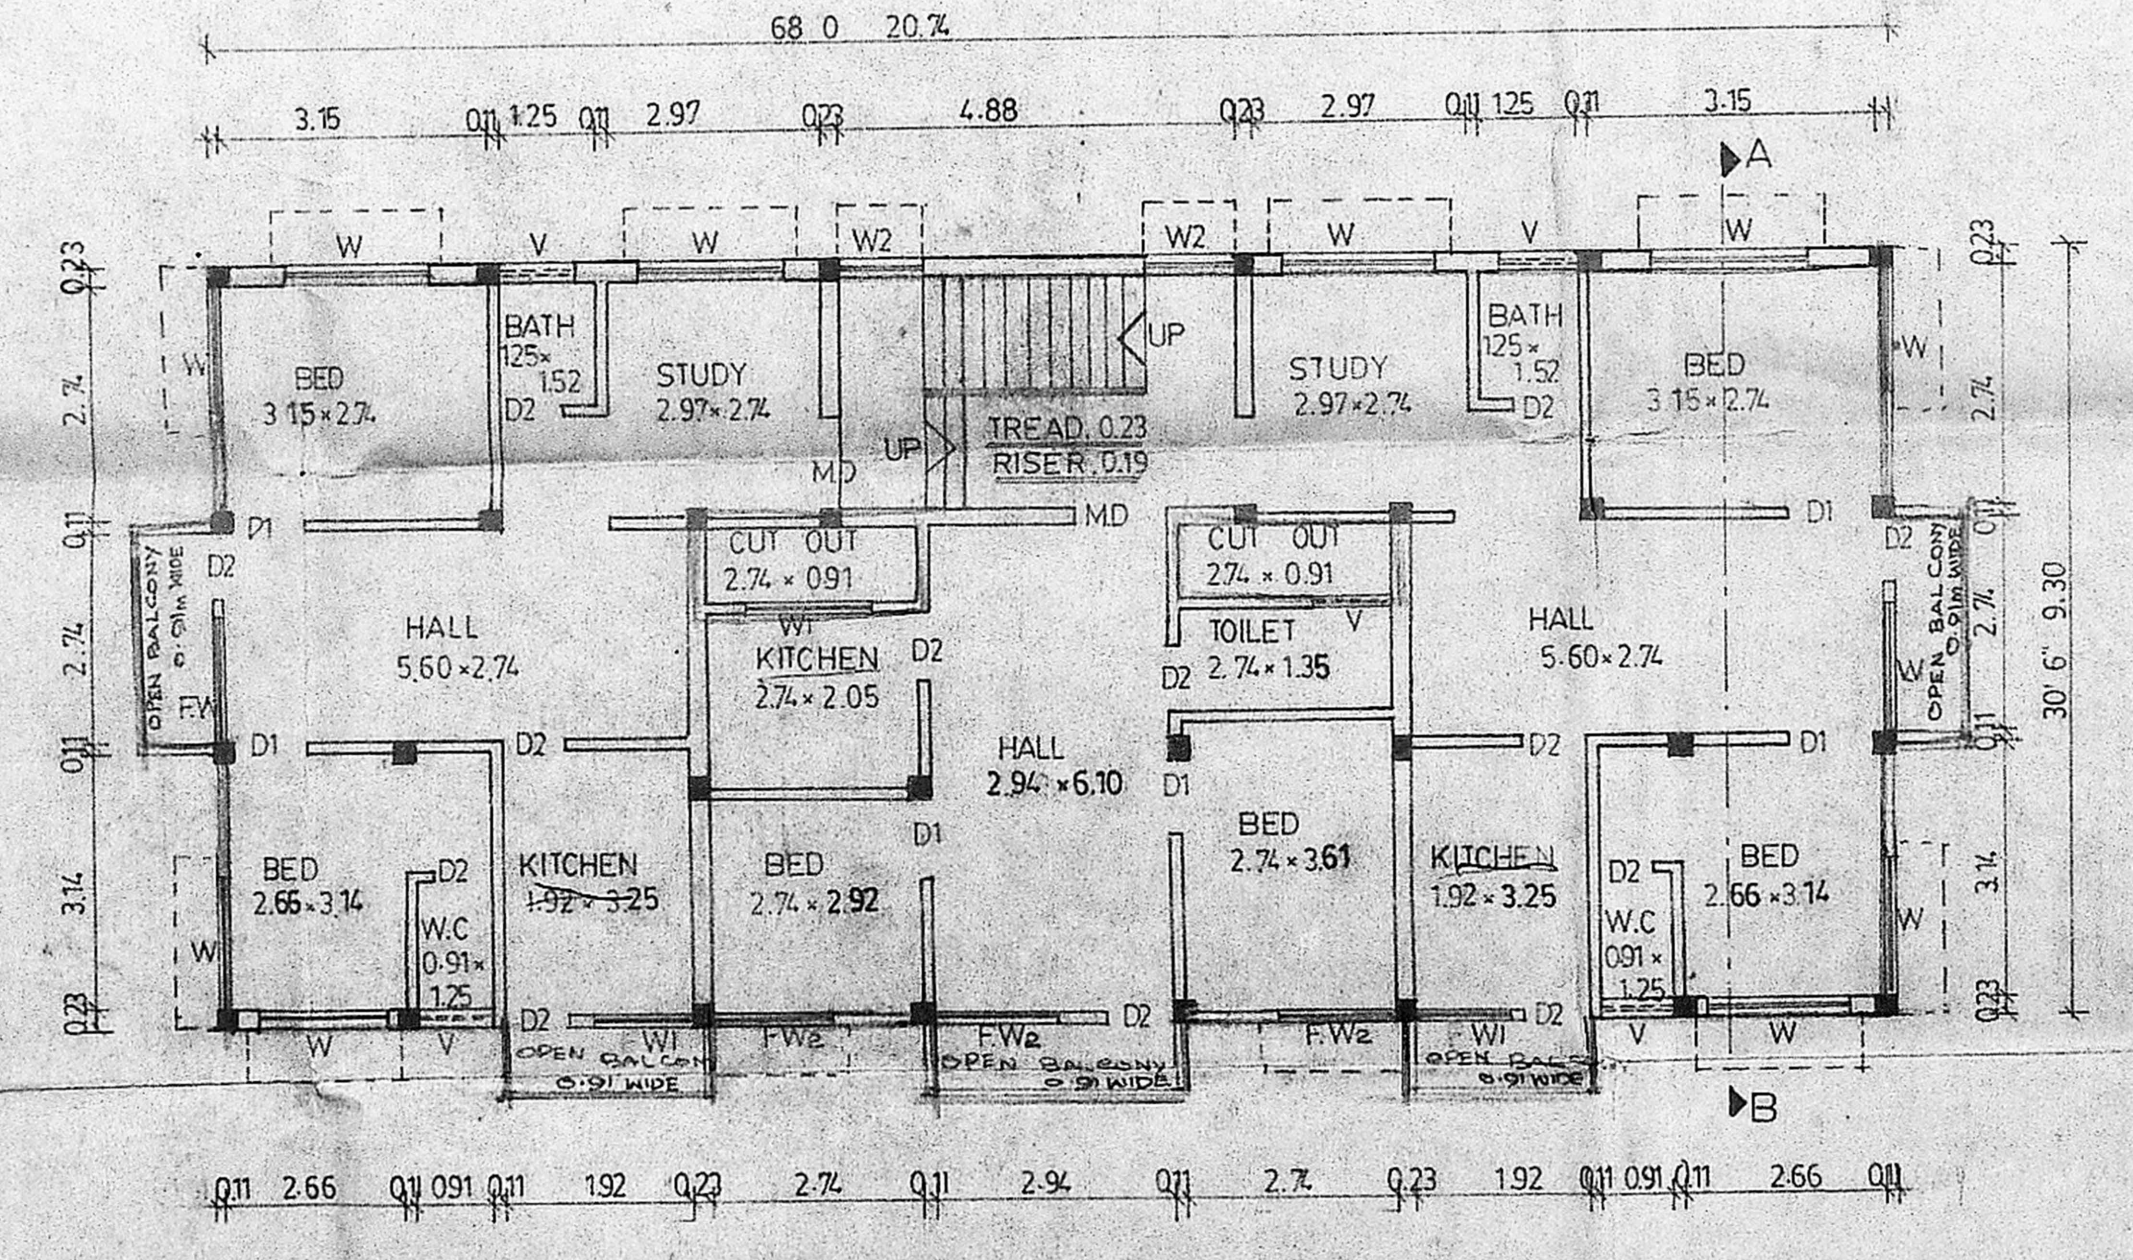 68 0 20.74
3.15 0.11 1.25 0.11 2.97 0.23 4.88 0.23 2.97 0.11 125 0.11 3.15
A
W V W W2 W2 W V W
0.23 0.23
BATH
125×
1.52
UP
BATH
125×
1.52
W W
BED
3 15×2.74
STUDY
2.97×2.74
STUDY
2.97×2.74
BED
3.15×2.74
2.74 2.74
D2 D2
TREAD. 0.23
RISER. 0.19
UP
M.D
M.D
0.11 D1 D1 0.11
D2 D2
CUT OUT
2.74 × 0.91
CUT OUT
2.74 × 0.91
OPEN BALCONY
0.91m WIDE
OPEN BALCONY
0.91M WIDE
30' 6" 9.30
HALL
5.60×2.74
W1
KITCHEN
2.74×2.05
D2
TOILET
2.74×1.35
V
D2
HALL
5.60×2.74
2.74 2.74
F.W W
0.11 D1 D2 D2 D1 0.11
HALL
2.94 ×6.10
D1
D1
BED
2.66×3.14
D2
KITCHEN
1.92 × 3.25
BED
2.74×2.92
BED
2.74×3.61
KITCHEN
1.92×3.25
D2
BED
2.66×3.14
3.14 3.14
W.C
0.91×
1.25
W.C
0.91×
1.25
W W
0.23 0.23
D2 D2 D2
W V W1 F.W2 F.W2 F.W2 W1 V W
OPEN BALCONY
0.91 WIDE
OPEN BALCONY
0.91 WIDE
OPEN
0.91 WIDE
B
0.11 2.66 0.11 0.91 0.11 1.92 0.23 2.74 0.11 2.94 0.11 2.74 0.23 1.92 0.11 0.91 0.11 2.66 0.11